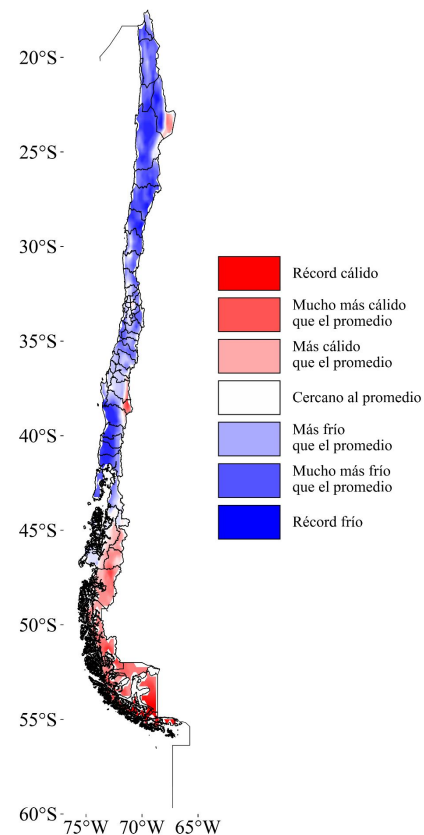 20°S
25°S
30°S
35°S
40°S
45°S
50°S
55°S
60°S
75°W 70°W 65°W
Récord cálido
Mucho más cálido
que el promedio
Más cálido
que el promedio
Cercano al promedio
Más frío
que el promedio
Mucho más frío
que el promedio
Récord frío